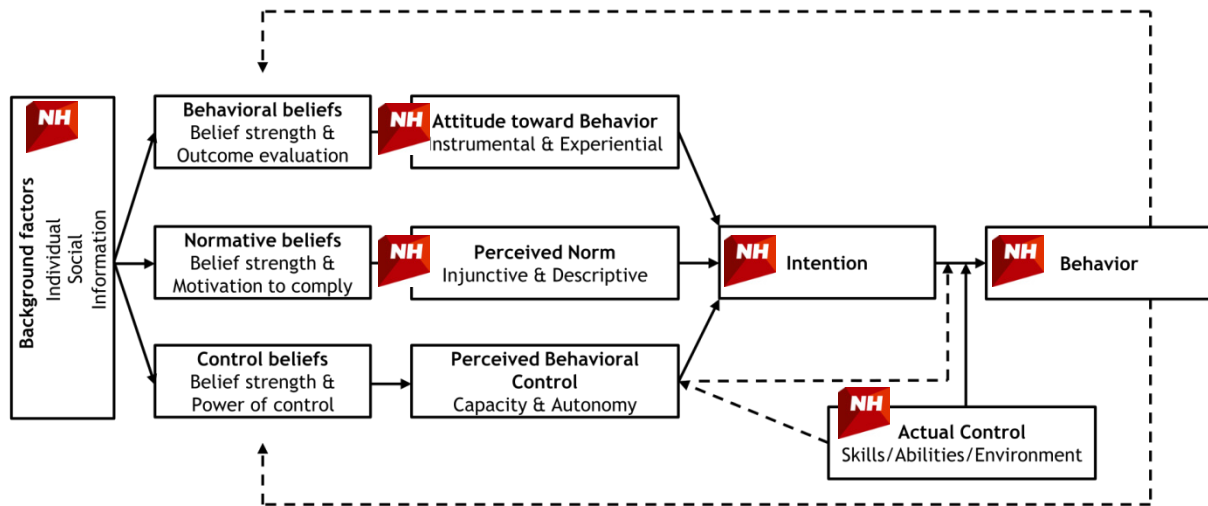 NH
Background factors
Individual
Social
Information
Behavioral beliefs
Belief strength &
Outcome evaluation
NH
Attitude toward Behavior
Instrumental & Experiential
Normative beliefs
Belief strength &
Motivation to comply
NH
Perceived Norm
Injunctive & Descriptive
NH
Intention
NH
Behavior
Control beliefs
Belief strength &
Power of control
Perceived Behavioral
Control
Capacity & Autonomy
NH
Actual Control
Skills/Abilities/Environment